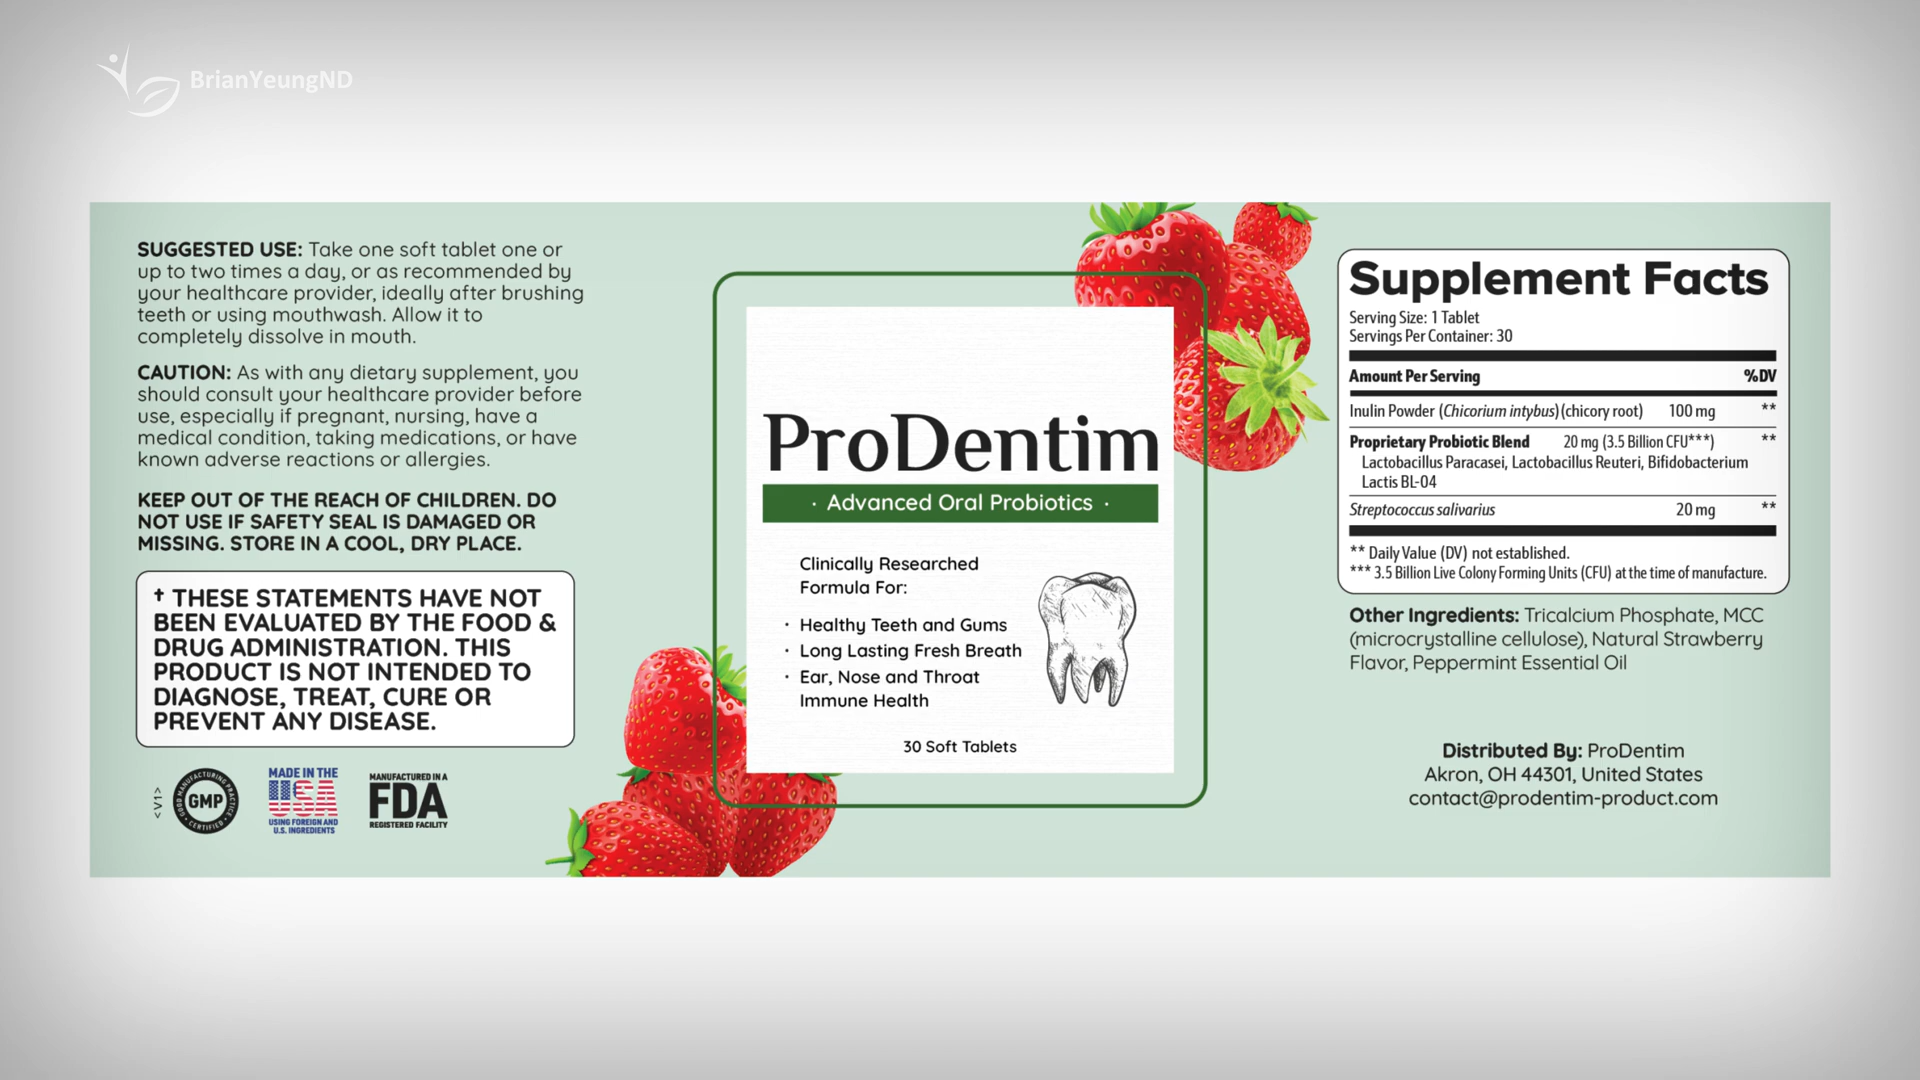 BrianYeungND
SUGGESTED USE: Take one soft tablet one or
up to two times a day, or as recommended by
your healthcare provider, ideally after brushing
teeth or using mouthwash. Allow it to
completely dissolve in mouth.
CAUTION: As with any dietary supplement, you
should consult your healthcare provider before
use, especially if pregnant, nursing, have a
medical condition, taking medications, or have
known adverse reactions or allergies.
KEEP OUT OF THE REACH OF CHILDREN. DO
NOT USE IF SAFETY SEAL IS DAMAGED OR
MISSING. STORE IN A COOL, DRY PLACE.
† THESE STATEMENTS HAVE NOT
BEEN EVALUATED BY THE FOOD &
DRUG ADMINISTRATION. THIS
PRODUCT IS NOT INTENDED TO
DIAGNOSE, TREAT, CURE OR
PREVENT ANY DISEASE.
<V1>
GOOD MANUFACTURING PRACTICE
GMP
CERTIFIED
MADE IN THE
USA
USING FOREIGN AND
U.S. INGREDIENTS
MANUFACTURED IN A
FDA
REGISTERED FACILITY
ProDentim
· Advanced Oral Probiotics ·
Clinically Researched
Formula For:
· Healthy Teeth and Gums
· Long Lasting Fresh Breath
· Ear, Nose and Throat
Immune Health
30 Soft Tablets
Supplement Facts
Serving Size: 1 Tablet
Servings Per Container: 30
Amount Per Serving %DV
Inulin Powder (Chicorium intybus)(chicory root) 100 mg **
Proprietary Probiotic Blend 20 mg (3.5 Billion CFU***) **
Lactobacillus Paracasei, Lactobacillus Reuteri, Bifidobacterium
Lactis BL-04
Streptococcus salivarius 20 mg **
** Daily Value (DV) not established.
*** 3.5 Billion Live Colony Forming Units (CFU) at the time of manufacture.
Other Ingredients: Tricalcium Phosphate, MCC
(microcrystalline cellulose), Natural Strawberry
Flavor, Peppermint Essential Oil
Distributed By: ProDentim
Akron, OH 44301, United States
contact@prodentim-product.com